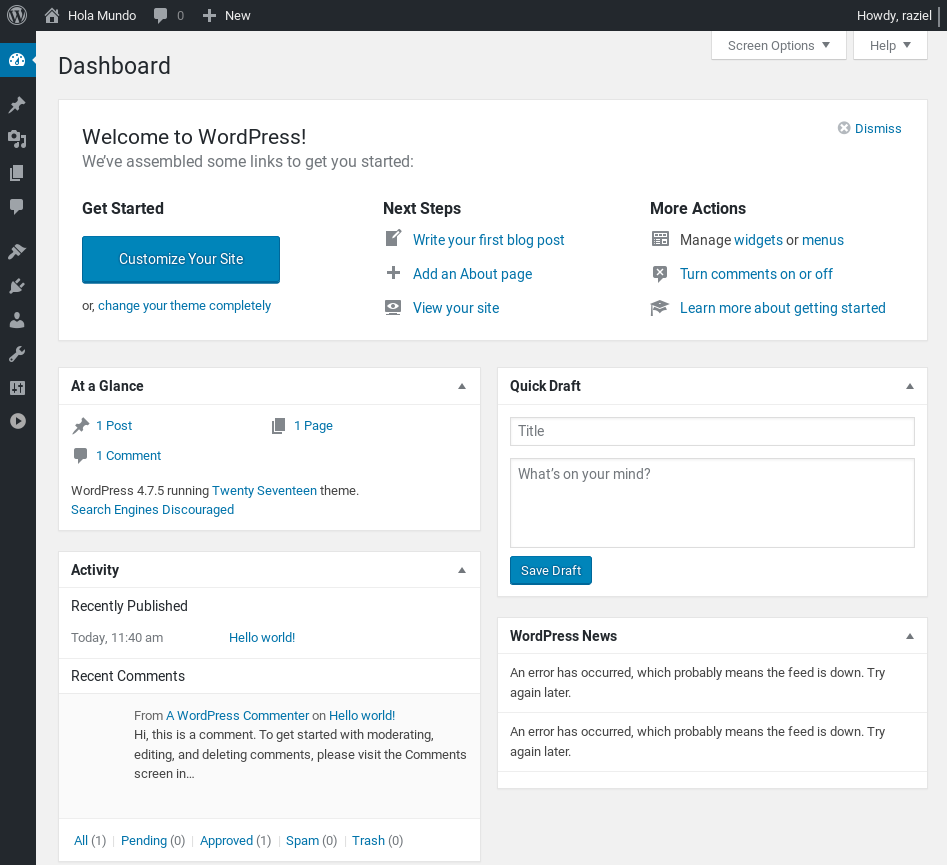 Hola Mundo 0 New Howdy, raziel
Screen Options Help
Dashboard
Welcome to WordPress!
Dismiss
We've assembled some links to get you started:
Get Started
Customize Your Site
or, change your theme completely
Next Steps
Write your first blog post
Add an About page
View your site
More Actions
Manage widgets or menus
Turn comments on or off
Learn more about getting started
At a Glance
1 Post
1 Page
1 Comment
WordPress 4.7.5 running Twenty Seventeen theme.
Search Engines Discouraged
Activity
Recently Published
Today, 11:40 am Hello world!
Recent Comments
From A WordPress Commenter on Hello world!
Hi, this is a comment. To get started with moderating,
editing, and deleting comments, please visit the Comments
screen in…
All (1) Pending (0) Approved (1) Spam (0) Trash (0)
Quick Draft
Title
What's on your mind?
Save Draft
WordPress News
An error has occurred, which probably means the feed is down. Try
again later.
An error has occurred, which probably means the feed is down. Try
again later.